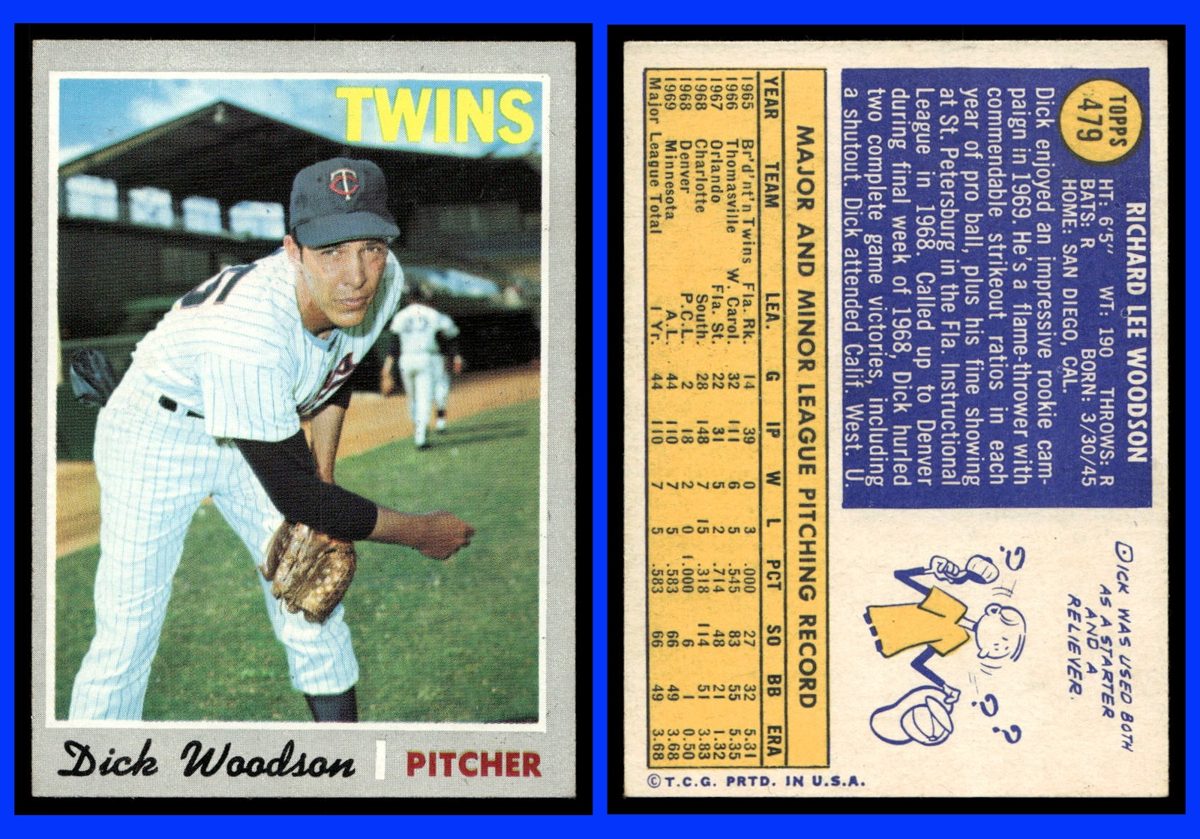 TWINS
Dick Woodson
PITCHER
TOPPS
479
RICHARD LEE WOODSON
HT: 6'5" WT: 190 THROWS: R
BATS: R BORN: 3/30/45
HOME: SAN DIEGO, CAL.
Dick enjoyed an impressive rookie cam-
paign in 1969. He's a flame-thrower with
commendable strikeout ratios in each
year of pro ball, plus his fine showing
at St. Petersburg in the Fla. Instructional
League in 1968. Called up to Denver
during final week of 1968, Dick hurled
two complete game victories, including
a shutout. Dick attended Calif. West. U.
DICK WAS USED BOTH
AS A STARTER
AND A
RELIEVER.
? ? ?
MAJOR AND MINOR LEAGUE PITCHING RECORD
YEAR TEAM LEA. G IP W L PCT SO BB ERA
1965 Br'd'nt'n Twins Fla. Rk. 14 39 0 3 .000 27 32 5.31
1966 Thomasville W. Carol. 32 111 6 5 .545 83 55 5.35
1967 Orlando Fla. St. 22 31 5 2 .714 48 21 1.32
1968 Charlotte South. 28 148 7 15 .318 114 51 3.83
1968 Denver P.C.L. 2 18 2 0 1.000 6 1 0.50
1969 Minnesota A.L. 44 110 7 5 .583 66 49 3.68
Major League Total 1 Yr. 44 110 7 5 .583 66 49 3.68
© T.C.G. PRTD. IN U.S.A.